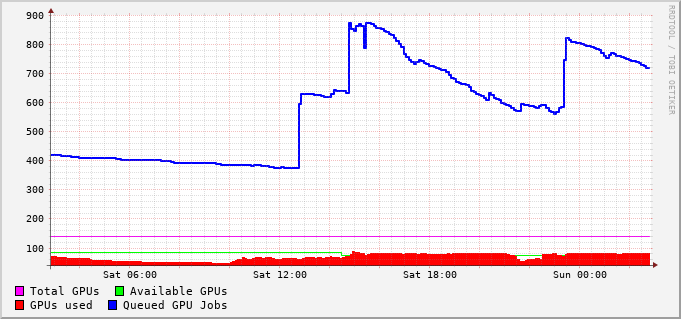 900
800
700
600
500
400
300
200
100
Sat 06:00 Sat 12:00 Sat 18:00 Sun 00:00
Total GPUs Available GPUs
GPUs used Queued GPU Jobs
RRDTOOL / TOBI OETIKER